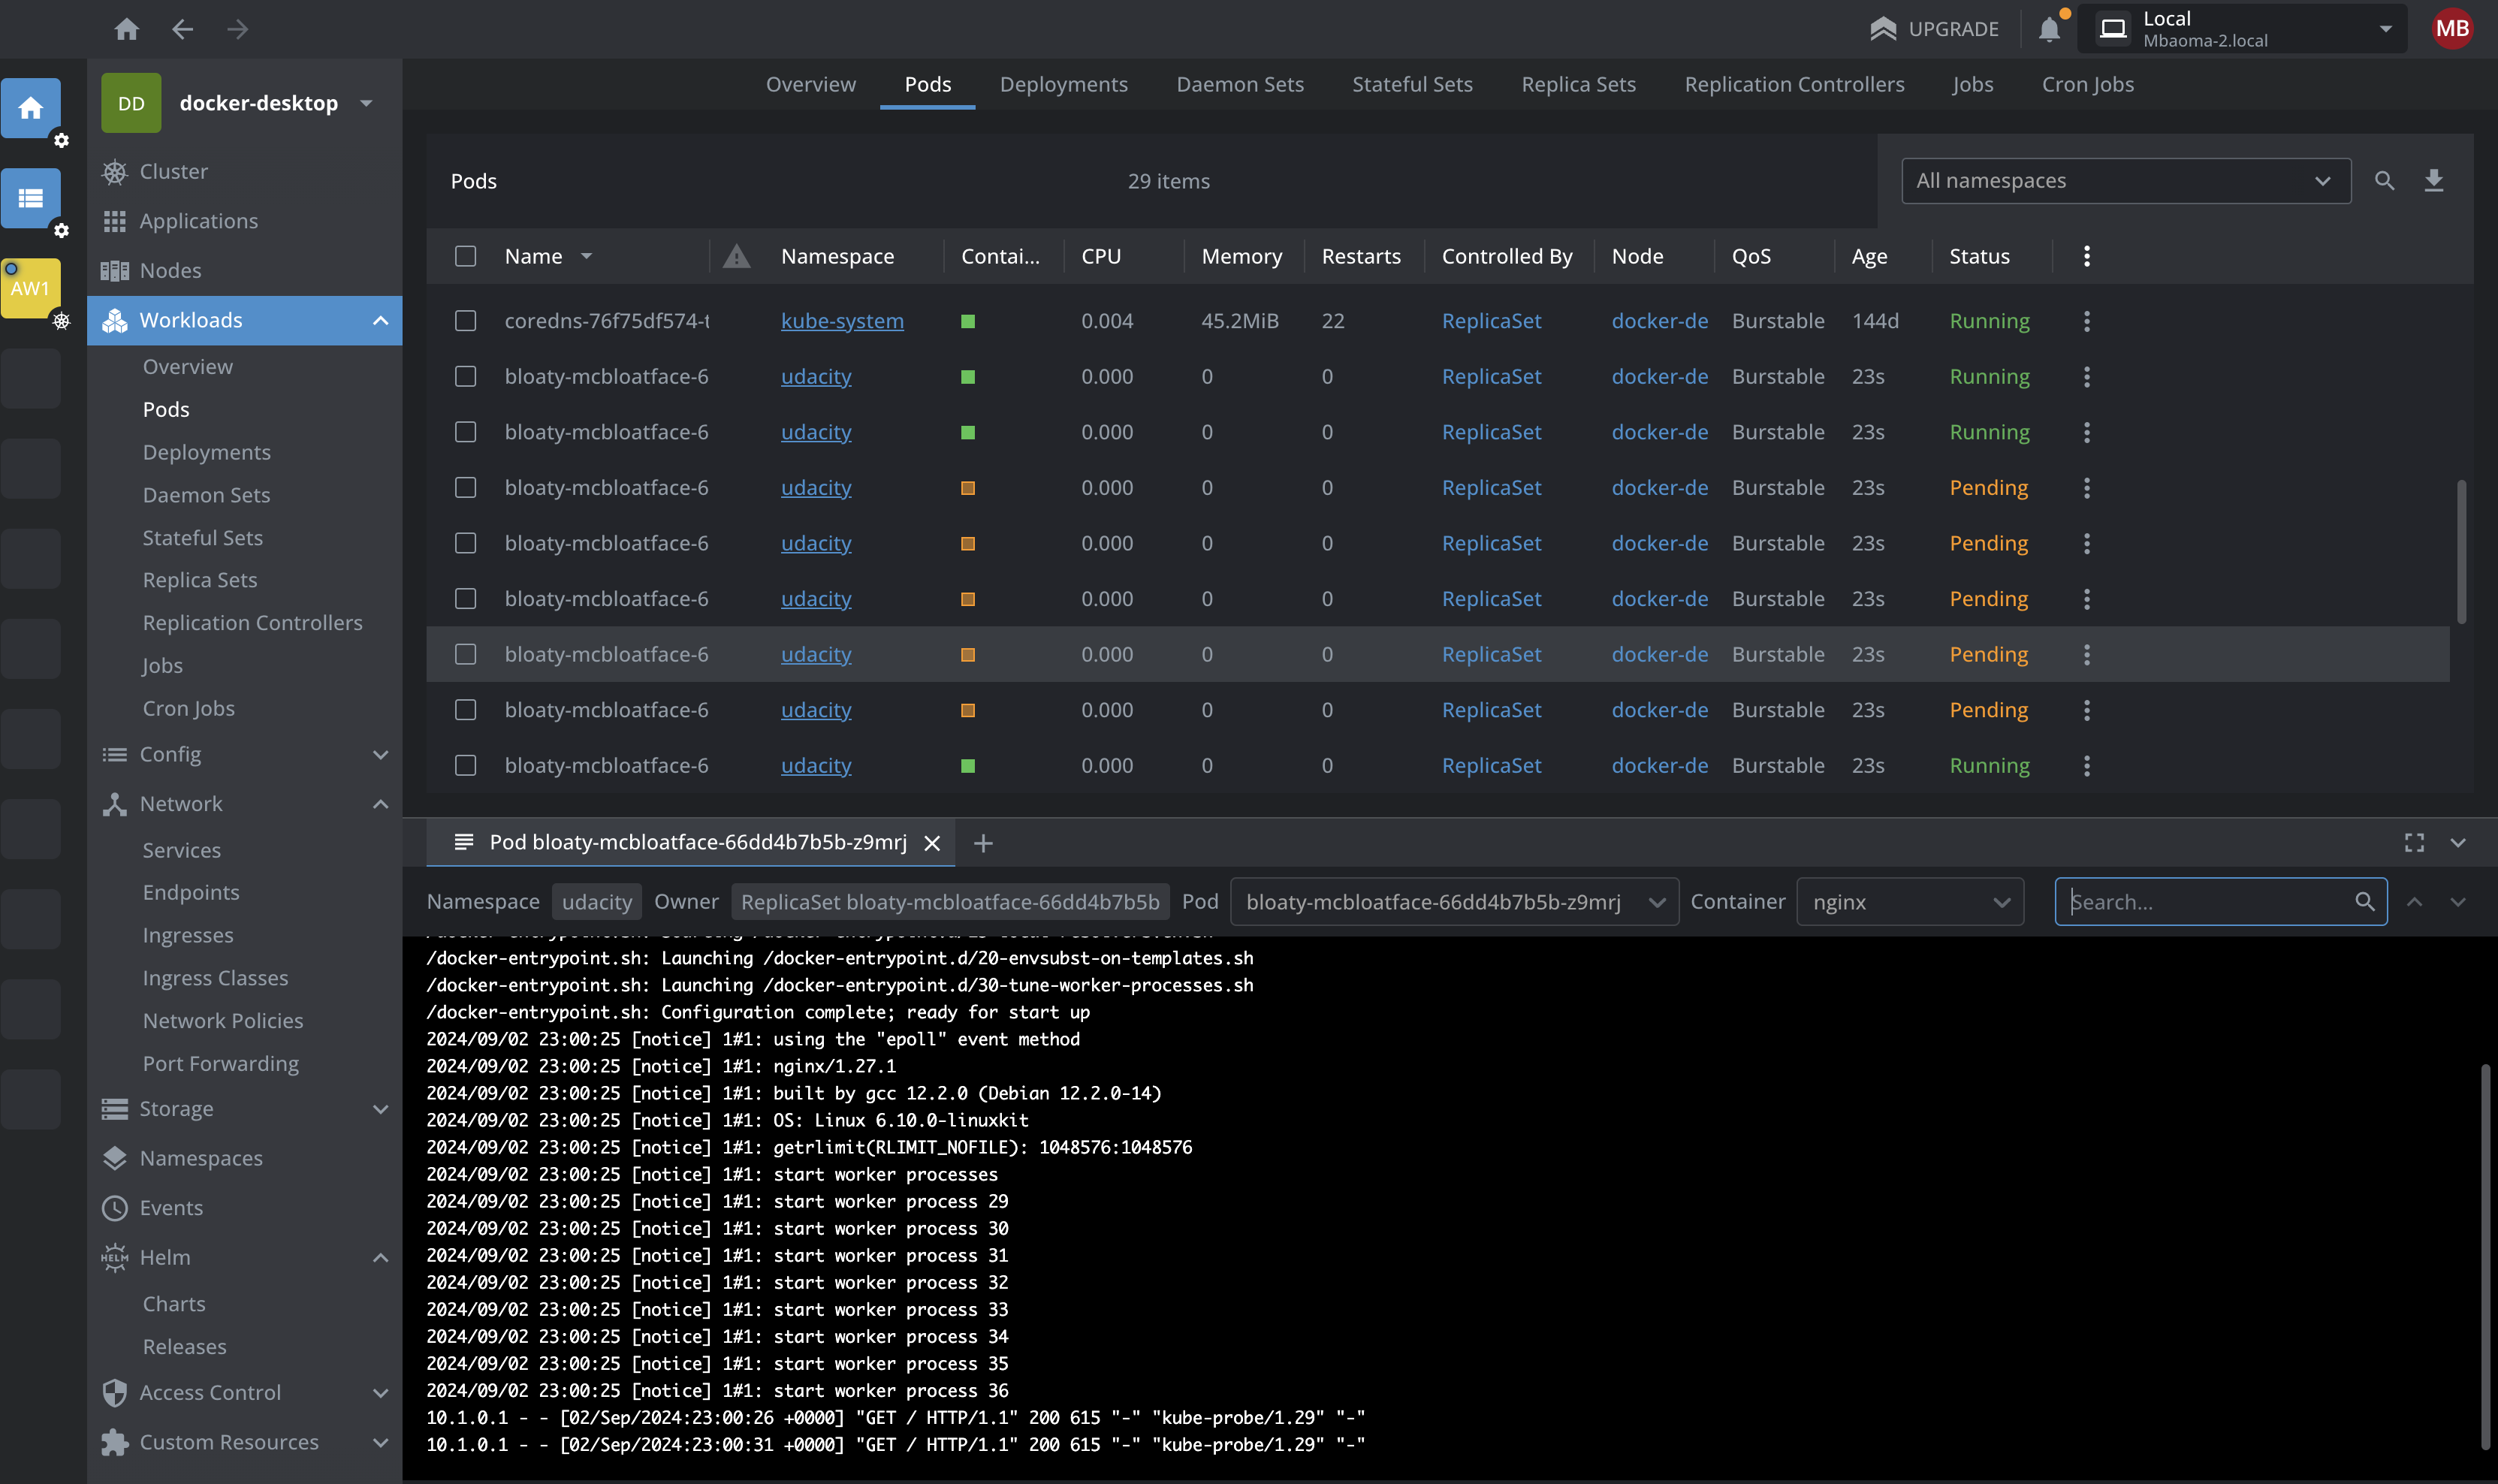 UPGRADE
Local
Mbaoma-2.local
MB
AW1
DD
docker-desktop
Cluster
Applications
Nodes
Workloads
Overview
Pods
Deployments
Daemon Sets
Stateful Sets
Replica Sets
Replication Controllers
Jobs
Cron Jobs
Config
Network
Services
Endpoints
Ingresses
Ingress Classes
Network Policies
Port Forwarding
Storage
Namespaces
Events
HELM Helm
Charts
Releases
Access Control
Custom Resources
Overview Pods Deployments Daemon Sets Stateful Sets Replica Sets Replication Controllers Jobs Cron Jobs
Pods 29 items All namespaces
Name Namespace Contai... CPU Memory Restarts Controlled By Node QoS Age Status
coredns-76f75df574-t kube-system 0.004 45.2MiB 22 ReplicaSet docker-de Burstable 144d Running
bloaty-mcbloatface-6 udacity 0.000 0 0 ReplicaSet docker-de Burstable 23s Running
bloaty-mcbloatface-6 udacity 0.000 0 0 ReplicaSet docker-de Burstable 23s Running
bloaty-mcbloatface-6 udacity 0.000 0 0 ReplicaSet docker-de Burstable 23s Pending
bloaty-mcbloatface-6 udacity 0.000 0 0 ReplicaSet docker-de Burstable 23s Pending
bloaty-mcbloatface-6 udacity 0.000 0 0 ReplicaSet docker-de Burstable 23s Pending
bloaty-mcbloatface-6 udacity 0.000 0 0 ReplicaSet docker-de Burstable 23s Pending
bloaty-mcbloatface-6 udacity 0.000 0 0 ReplicaSet docker-de Burstable 23s Pending
bloaty-mcbloatface-6 udacity 0.000 0 0 ReplicaSet docker-de Burstable 23s Running
Pod bloaty-mcbloatface-66dd4b7b5b-z9mrj
Namespace udacity Owner ReplicaSet bloaty-mcbloatface-66dd4b7b5b Pod bloaty-mcbloatface-66dd4b7b5b-z9mrj Container nginx Search...
/docker-entrypoint.sh: Launching /docker-entrypoint.d/20-envsubst-on-templates.sh
/docker-entrypoint.sh: Launching /docker-entrypoint.d/30-tune-worker-processes.sh
/docker-entrypoint.sh: Configuration complete; ready for start up
2024/09/02 23:00:25 [notice] 1#1: using the "epoll" event method
2024/09/02 23:00:25 [notice] 1#1: nginx/1.27.1
2024/09/02 23:00:25 [notice] 1#1: built by gcc 12.2.0 (Debian 12.2.0-14)
2024/09/02 23:00:25 [notice] 1#1: OS: Linux 6.10.0-linuxkit
2024/09/02 23:00:25 [notice] 1#1: getrlimit(RLIMIT_NOFILE): 1048576:1048576
2024/09/02 23:00:25 [notice] 1#1: start worker processes
2024/09/02 23:00:25 [notice] 1#1: start worker process 29
2024/09/02 23:00:25 [notice] 1#1: start worker process 30
2024/09/02 23:00:25 [notice] 1#1: start worker process 31
2024/09/02 23:00:25 [notice] 1#1: start worker process 32
2024/09/02 23:00:25 [notice] 1#1: start worker process 33
2024/09/02 23:00:25 [notice] 1#1: start worker process 34
2024/09/02 23:00:25 [notice] 1#1: start worker process 35
2024/09/02 23:00:25 [notice] 1#1: start worker process 36
10.1.0.1 - - [02/Sep/2024:23:00:26 +0000] "GET / HTTP/1.1" 200 615 "-" "kube-probe/1.29" "-"
10.1.0.1 - - [02/Sep/2024:23:00:31 +0000] "GET / HTTP/1.1" 200 615 "-" "kube-probe/1.29" "-"